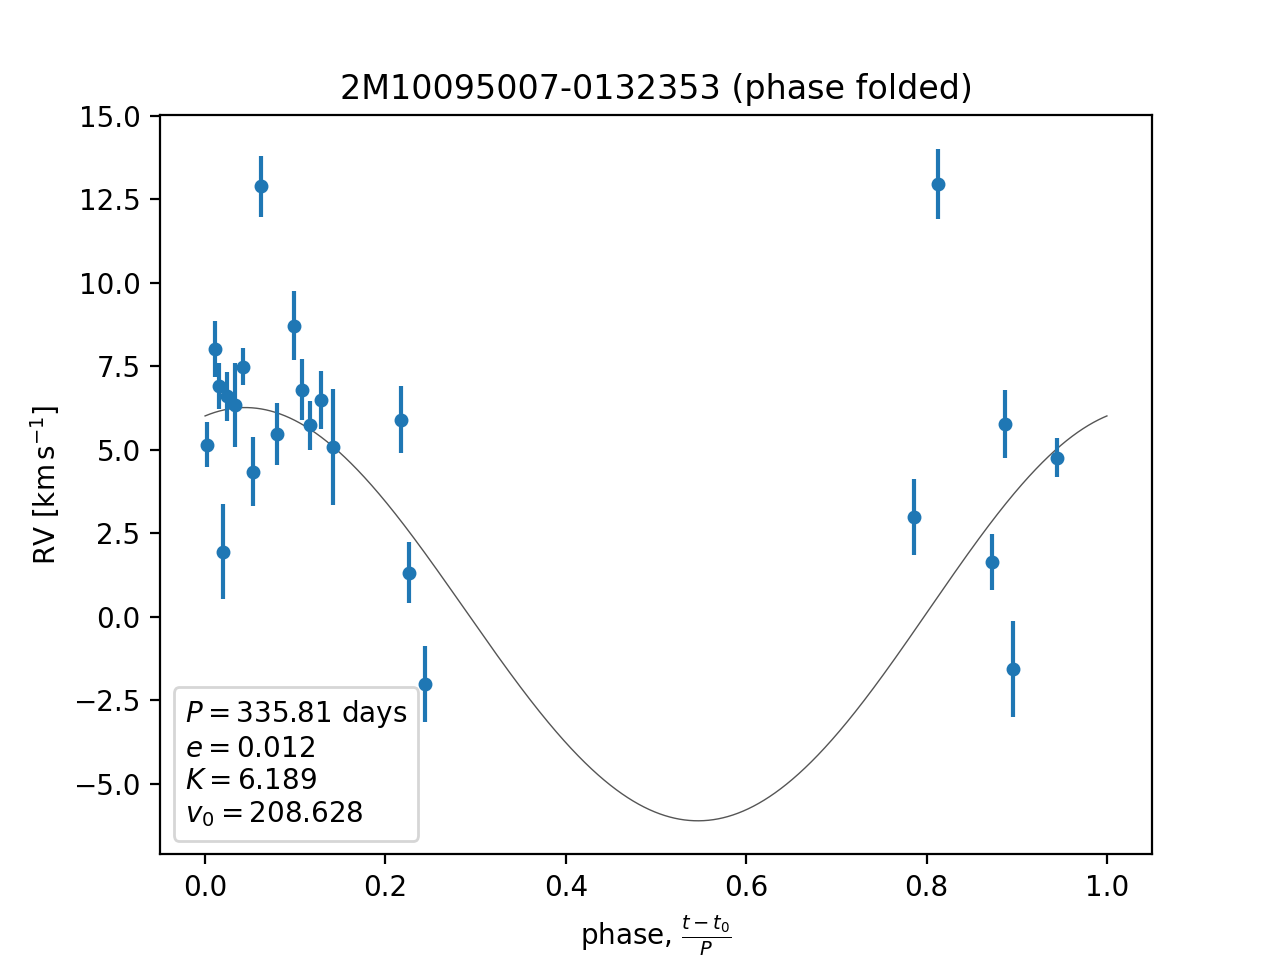 2M10095007-0132353 (phase folded)
15.0
12.5
10.0
7.5
5.0
2.5
0.0
−2.5
−5.0
RV [km s⁻¹]
P = 335.81 days
e = 0.012
K = 6.189
v₀ = 208.628
0.0 0.2 0.4 0.6 0.8 1.0
phase, (t − t₀)/P